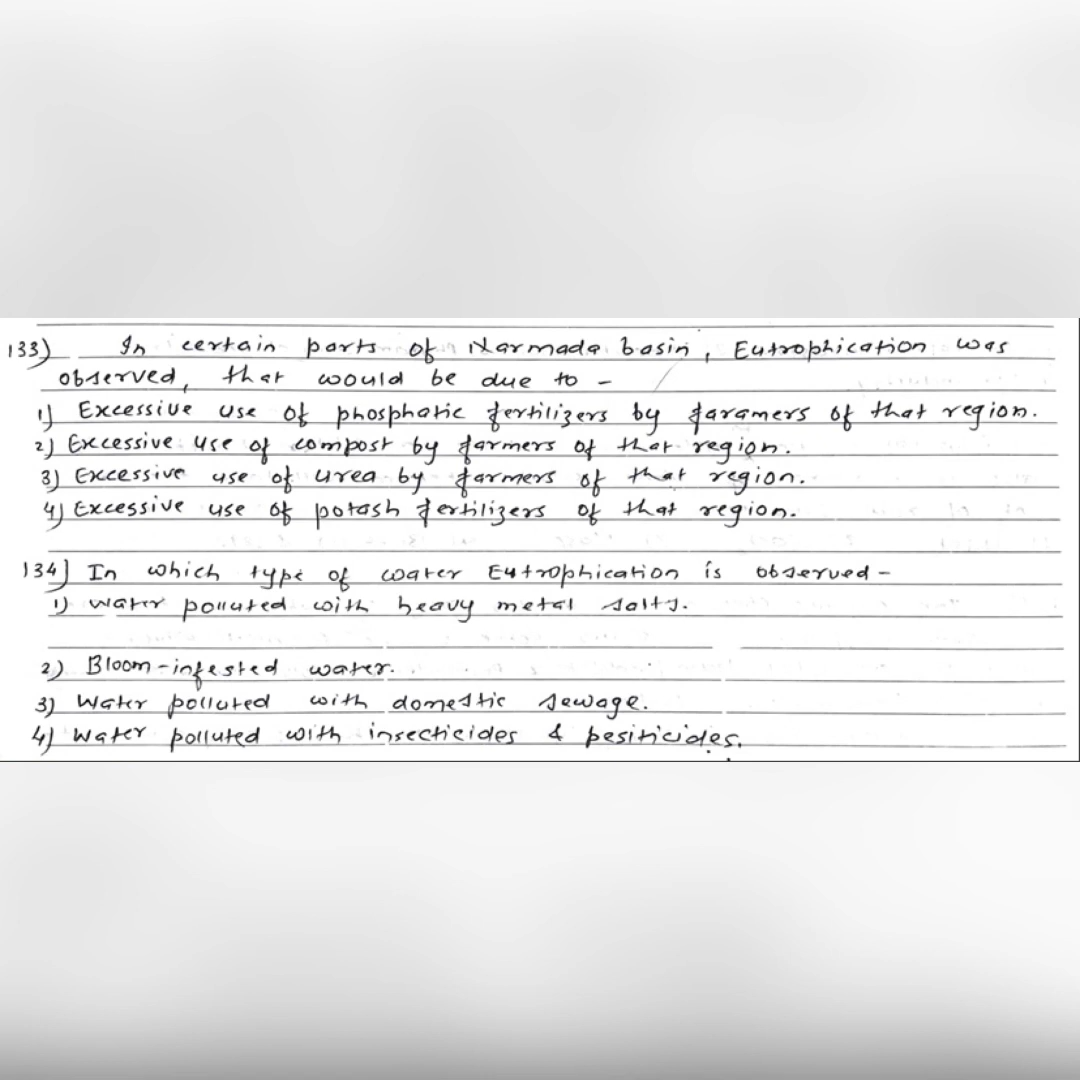 133) In certain parts of Narmada basin, Eutrophication was
observed, that would be due to -
1) Excessive use of phosphatic fertilizers by faramers of that region.
2) Excessive use of compost by farmers of that region.
3) Excessive use of urea by farmers of that region.
4) Excessive use of potash fertilizers of that region.
134) In which type of water Eutrophication is observed -
1) Water polluted with heavy metal salts.
2) Bloom-infested water.
3) Water polluted with domestic sewage.
4) Water polluted with insecticides & pesiticides.